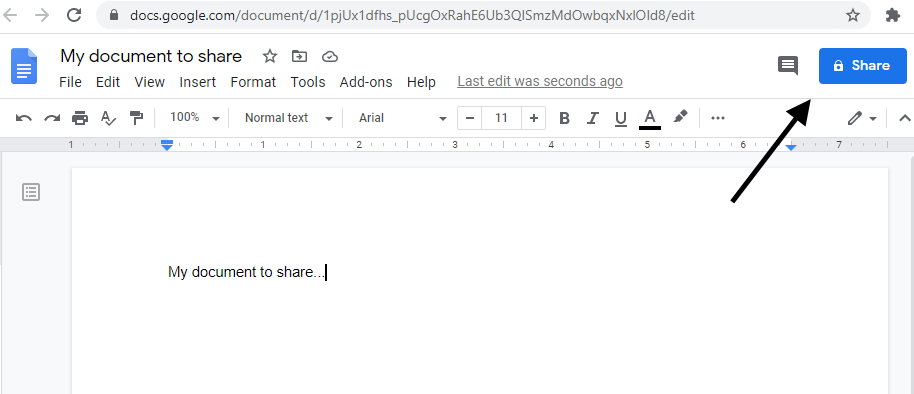 docs.google.com/document/d/1pjUx1dfhs_pUcgOxRahE6Ub3QlSmzMdOwbqxNxlOld8/edit
My document to share
File Edit View Insert Format Tools Add-ons Help Last edit was seconds ago
Share
100% Normal text Arial 11 B I U A
1 1 2 3 4 5 6 7
My document to share...